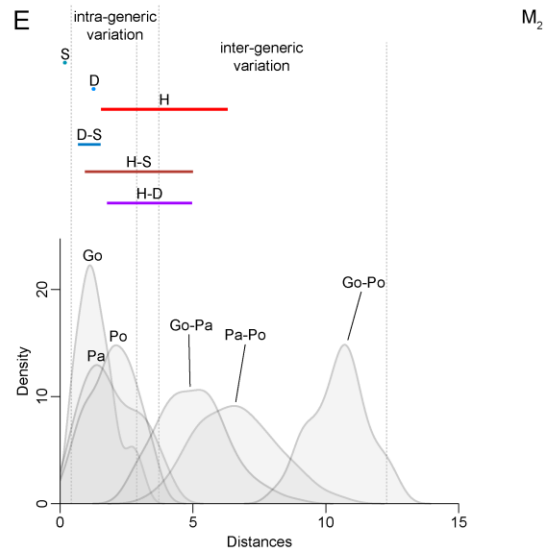 E
M2
intra-generic
variation
inter-generic
variation
S
D
H
D-S
H-S
H-D
Go
Go-Po
Go-Pa
Pa-Po
Po
Pa
Density
20
10
0
0
5
10
15
Distances